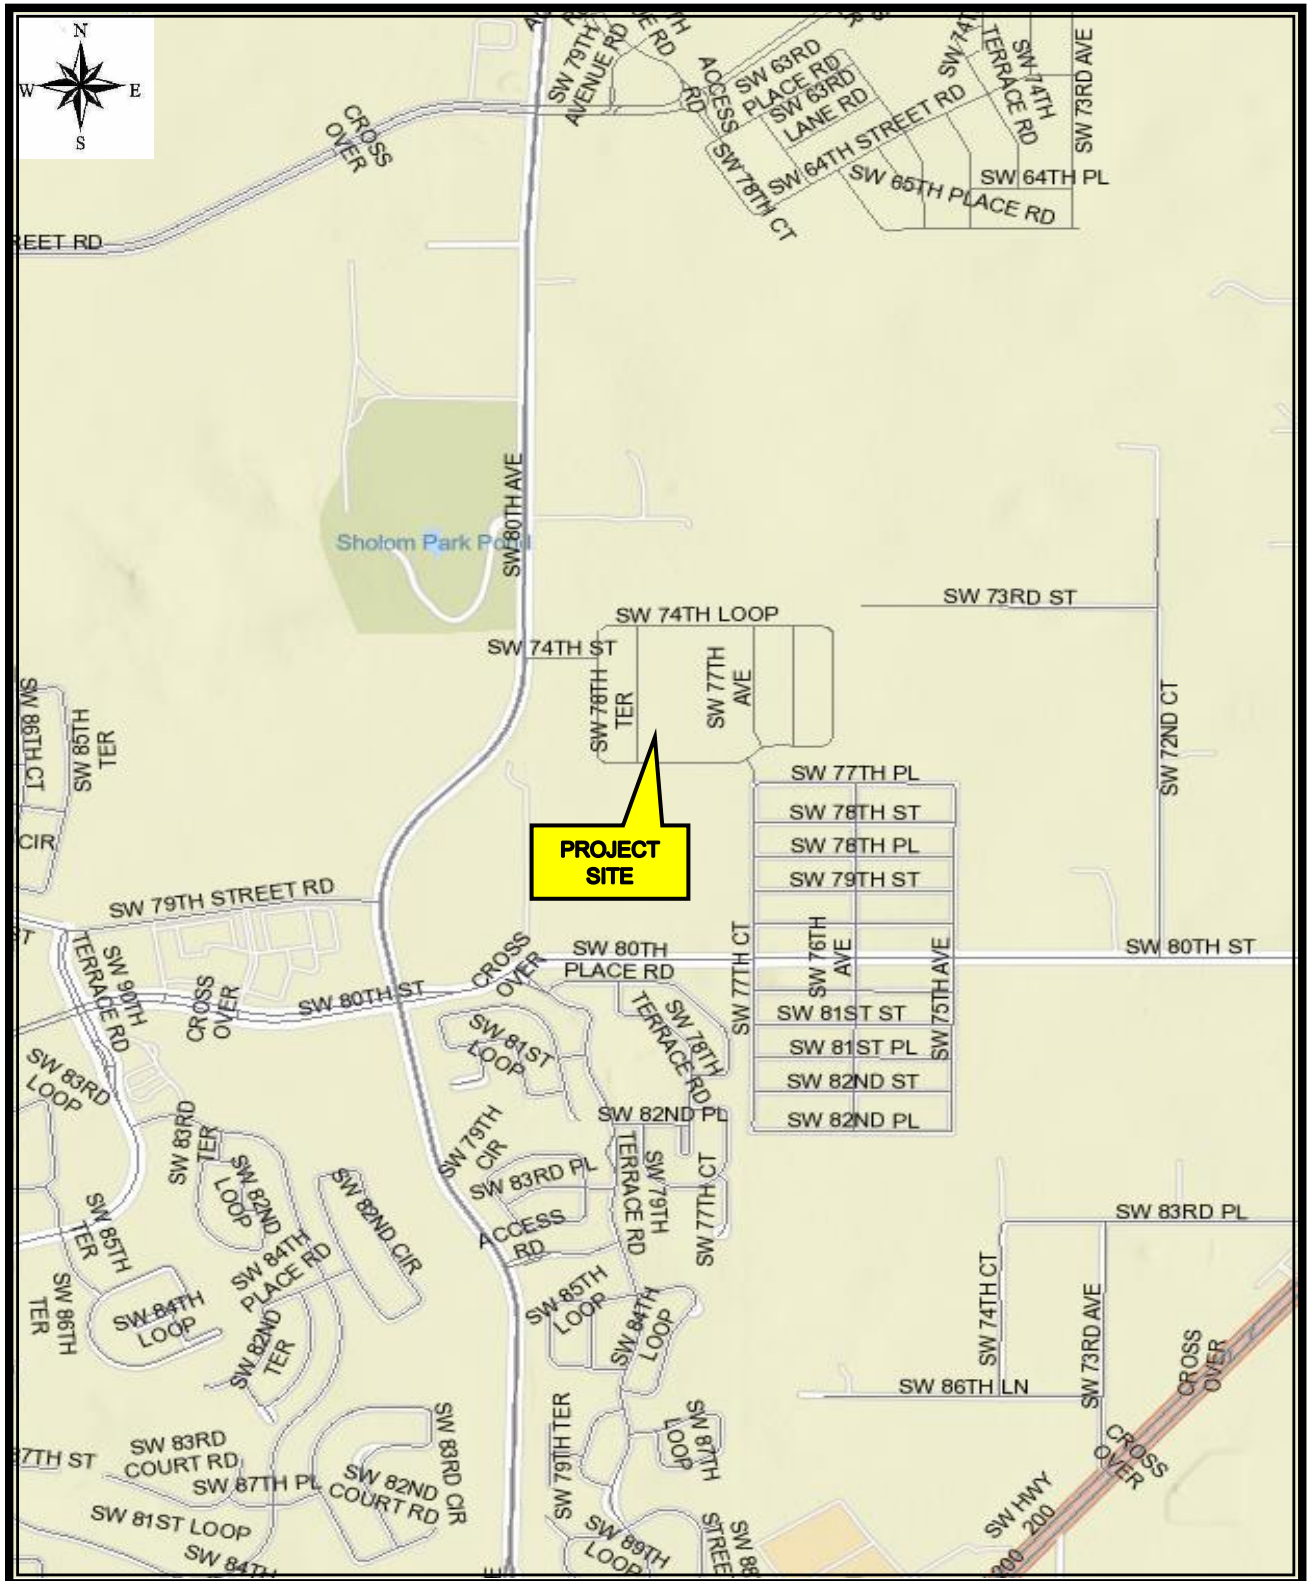 N
W
E
S
CROSS
OVER
SW 79TH
AVENUE RD
ACCESS
RD
SW 63RD
PLACE RD
SW 63RD
LANE RD
SW 64TH STREET RD
SW 74TH
TERRACE RD
SW 73RD AVE
SW 78TH CT
SW 65TH PLACE RD
SW 64TH PL
REET RD
SW 80TH AVE
Sholom Park Pond
SW 73RD ST
SW 74TH LOOP
SW 74TH ST
SW 78TH
TER
SW 77TH
AVE
SW 72ND CT
SW 86TH CT
SW 85TH
TER
CIR
SW 77TH PL
SW 78TH ST
SW 78TH PL
SW 79TH ST
PROJECT
SITE
SW 79TH STREET RD
ST
SW 90TH
TERRACE RD
CROSS
OVER
SW 80TH ST
CROSS
OVER
SW 80TH
PLACE RD
SW 77TH CT
SW 76TH
AVE
SW 75TH AVE
SW 80TH ST
SW 81ST ST
SW 81ST PL
SW 82ND ST
SW 82ND PL
SW 81ST
LOOP
SW 78TH
TERRACE RD
SW 83RD
LOOP
SW 83RD
TER
SW 82ND
LOOP
SW 82ND CIR
SW 79TH
CIR
SW 83RD PL
SW 82ND PL
SW 79TH
TERRACE RD
SW 77TH CT
ACCESS
RD
SW 85TH
TER
SW 84TH
PLACE RD
SW 86TH
TER
SW 84TH
LOOP
SW 82ND
TER
SW 85TH
LOOP
SW 84TH
LOOP
SW 83RD PL
SW 74TH CT
SW 73RD AVE
SW 86TH LN
CROSS
OVER
CROSS
OVER
SW HWY
200
200
87TH ST
SW 83RD
COURT RD
SW 87TH PL
SW 82ND
COURT RD
SW 83RD CIR
SW 79TH TER
SW 87TH
LOOP
SW 81ST LOOP
SW 84TH
SW 89TH
LOOP
SW 88
STREE